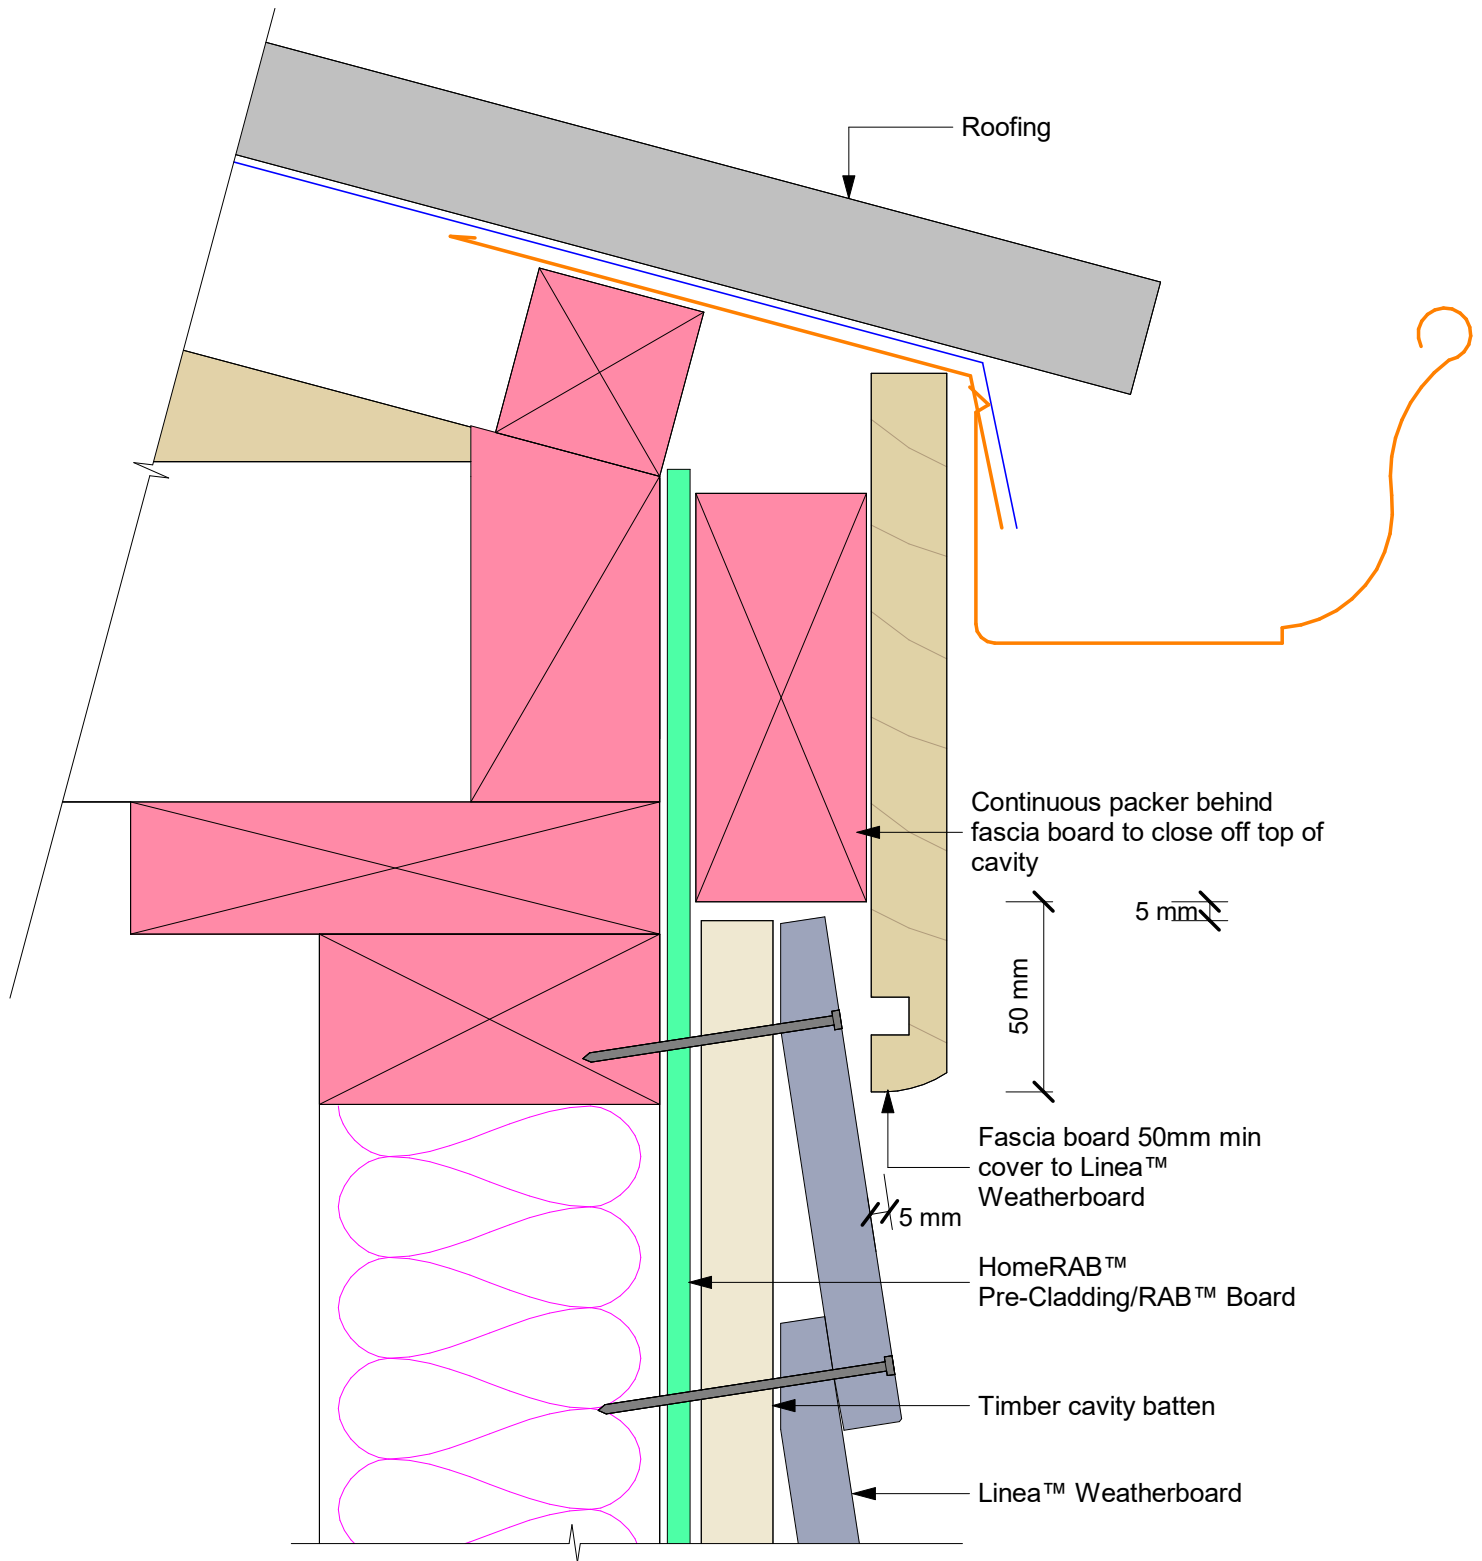 Roofing
Continuous packer behind
fascia board to close off top of
cavity
5 mm
50 mm
Fascia board 50mm min
cover to Linea™
Weatherboard
5 mm
HomeRAB™
Pre-Cladding/RAB™ Board
Timber cavity batten
Linea™ Weatherboard